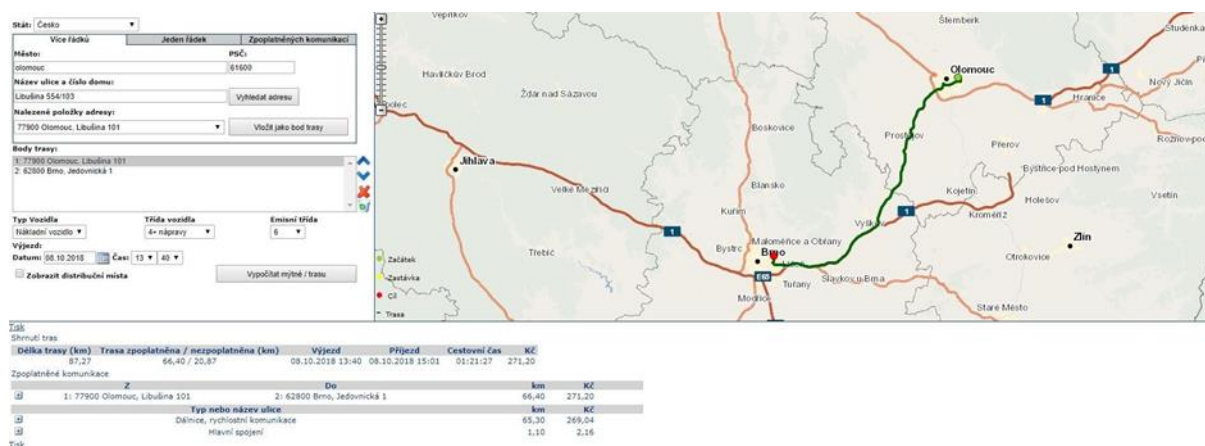 Stát: Česko
Více řádků Jeden řádek Zpoplatněných komunikací
Město: PSČ:
olomouc 61600
Název ulice a číslo domu:
Libušina 554/103 Vyhledat adresu
Nalezené položky adresy:
77900 Olomouc, Libušina 101 Vložit jako bod trasy
Body trasy:
1: 77900 Olomouc, Libušina 101
2: 62800 Brno, Jedovnická 1
Typ Vozidla Třída vozidla Emisní třída
Nákladní vozidlo 4+ nápravy 6
Výjezd:
Datum: 08.10.2018 Čas: 13 40
Zobrazit distribuční místa Vypočítat mýtné / trasu
Vepříkov
Šternberk
Studénka
Olomouc
1
Havlíčkův Brod
Nový Jičín
Žďár nad Sázavou
1
Hranice
Boskovice
Prostějov
Rožnov pod
Přerov
Jihlava
Bystřice pod Hostýnem
Blansko
Velké Meziříčí
Kojetín
Holešov
Vsetín
Kuřim
Vyškov
1
Kroměříž
1
Maloměřice a Obřany
Zlín
Třebíč
Bystrc
Brno
Otrokovice
E65
Tuřany
Slavkov u Brna
Modřice
Staré Město
Začátek
Zastávka
Cíl
Trasa
Tisk
Shrnutí tras
Délka trasy (km) Trasa zpoplatněna / nezpoplatněna (km) Výjezd Příjezd Cestovní čas Kč
87,27 66,40 / 20,87 08.10.2018 13:40 08.10.2018 15:01 01:21:27 271,20
Zpoplatněné komunikace
Z Do km Kč
1: 77900 Olomouc, Libušina 101 2: 62800 Brno, Jedovnická 1 66,40 271,20
Typ nebo název ulice km Kč
Dálnice, rychlostní komunikace 65,30 269,04
Hlavní spojení 1,10 2,16
Tisk